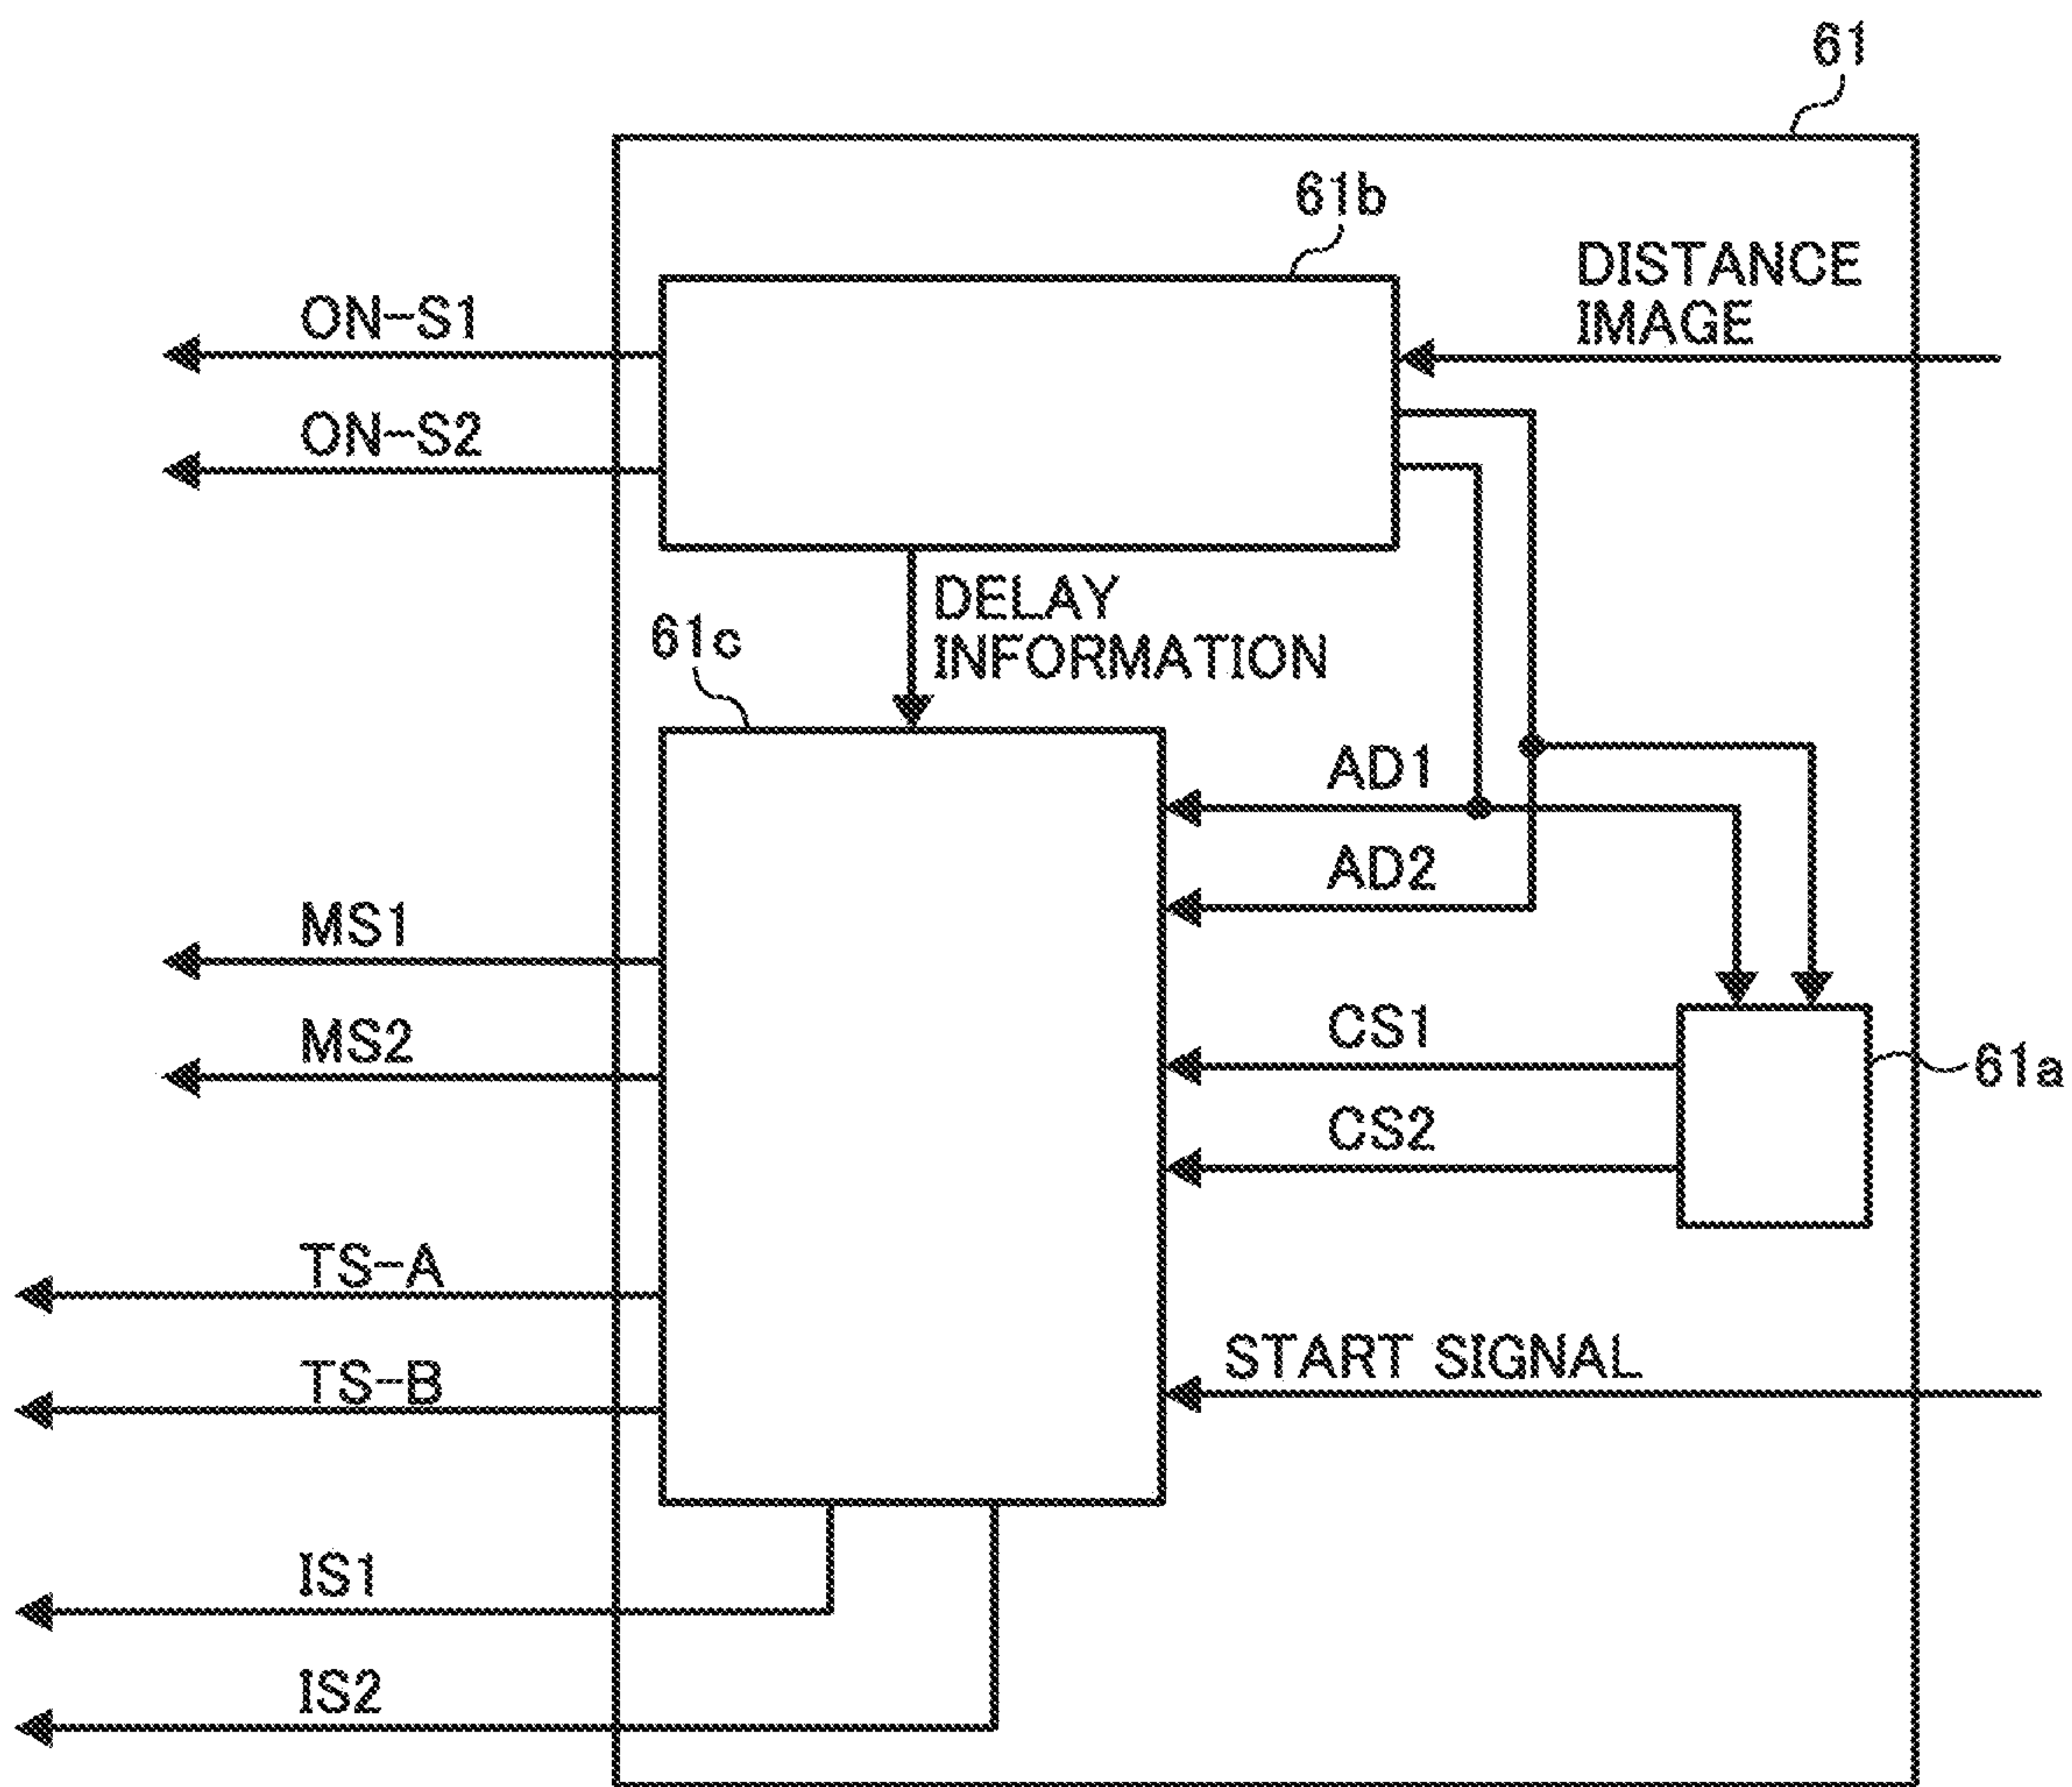 61
61b
DISTANCE
IMAGE
ON-S1
ON-S2
DELAY
INFORMATION
61c
AD1
AD2
MS1
MS2
CS1
CS2
61a
TS-A
TS-B
START SIGNAL
IS1
IS2